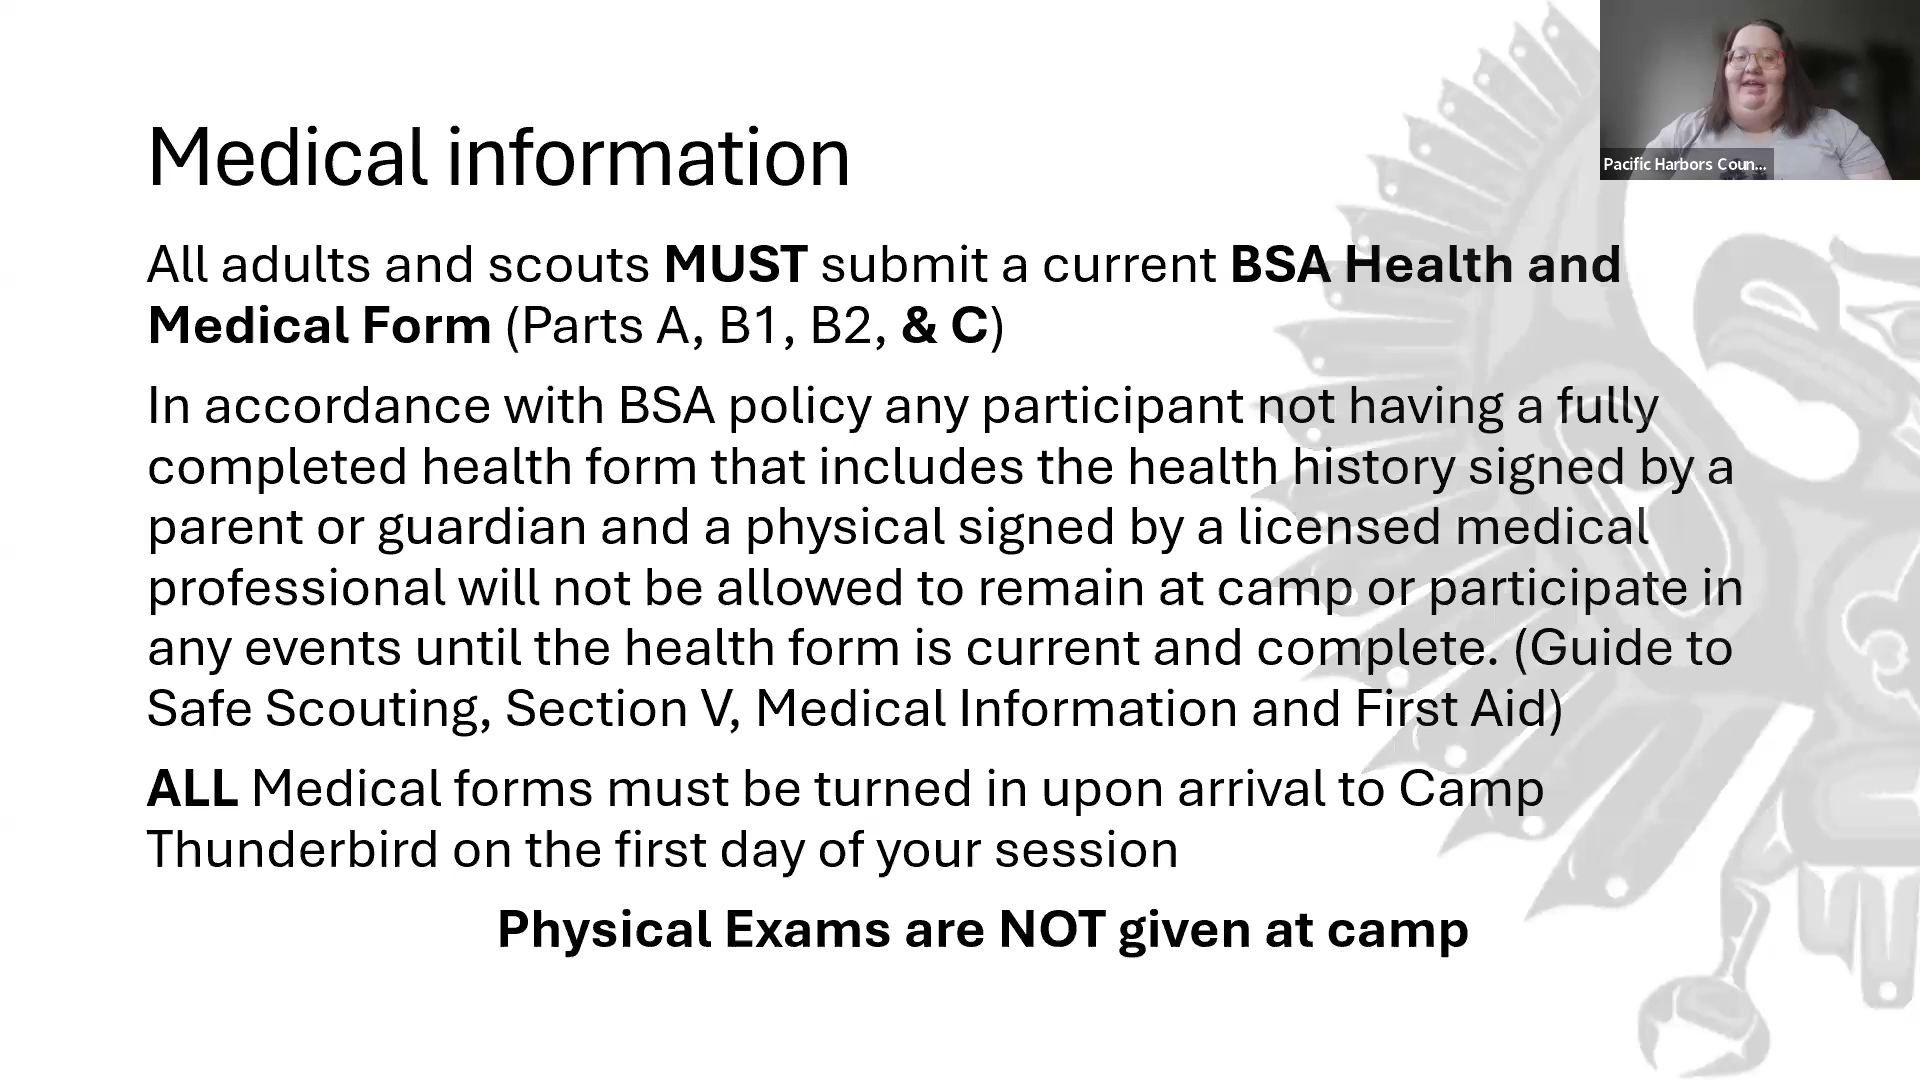 Medical information
All adults and scouts MUST submit a current BSA Health and
Medical Form (Parts A, B1, B2, & C)
In accordance with BSA policy any participant not having a fully
completed health form that includes the health history signed by a
parent or guardian and a physical signed by a licensed medical
professional will not be allowed to remain at camp or participate in
any events until the health form is current and complete. (Guide to
Safe Scouting, Section V, Medical Information and First Aid)
ALL Medical forms must be turned in upon arrival to Camp
Thunderbird on the first day of your session
Physical Exams are NOT given at camp
Pacific Harbors Coun...